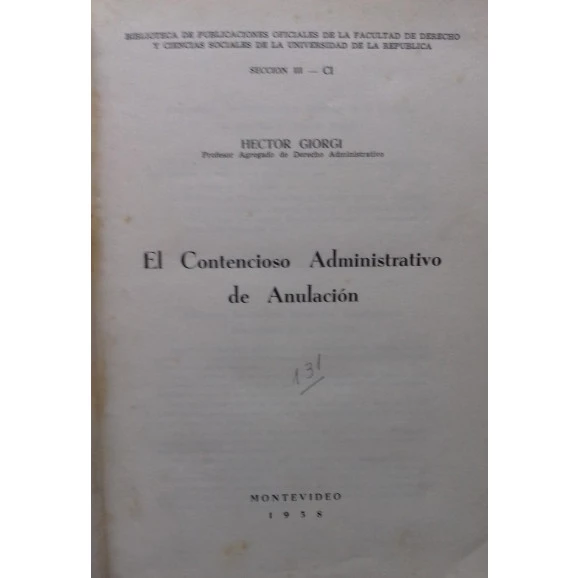 BIBLIOTECA DE PUBLICACIONES OFICIALES DE LA FACULTAD DE DERECHO
Y CIENCIAS SOCIALES DE LA UNIVERSIDAD DE LA REPUBLICA
SECCION III — CI
HECTOR GIORGI
Profesor Agregado de Derecho Administrativo
El Contencioso Administrativo
de Anulación
131
MONTEVIDEO
1958